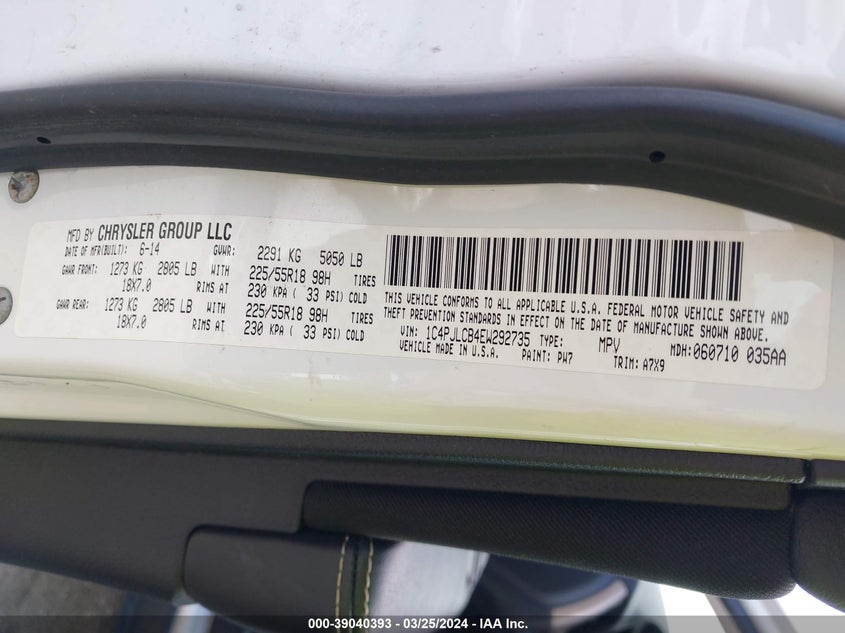 MFD BY CHRYSLER GROUP LLC
DATE OF MFR(BUILT): 6-14 GVWR: 2291 KG 5050 LB
GAWR FRONT: 1273 KG 2805 LB WITH 225/55R18 98H TIRES
18X7.0 RIMS AT 230 KPA ( 33 PSI) COLD
GAWR REAR: 1273 KG 2805 LB WITH 225/55R18 98H TIRES
18X7.0 RIMS AT 230 KPA ( 33 PSI) COLD
THIS VEHICLE CONFORMS TO ALL APPLICABLE U.S.A. FEDERAL MOTOR VEHICLE SAFETY AND
THEFT PREVENTION STANDARDS IN EFFECT ON THE DATE OF MANUFACTURE SHOWN ABOVE.
VIN: 1C4PJLCB4EW292735 TYPE: MPV MDH:060710 035AA
VEHICLE MADE IN U.S.A. PAINT: PW7 TRIM: A7X9
000-39040393 - 03/25/2024 - IAA Inc.